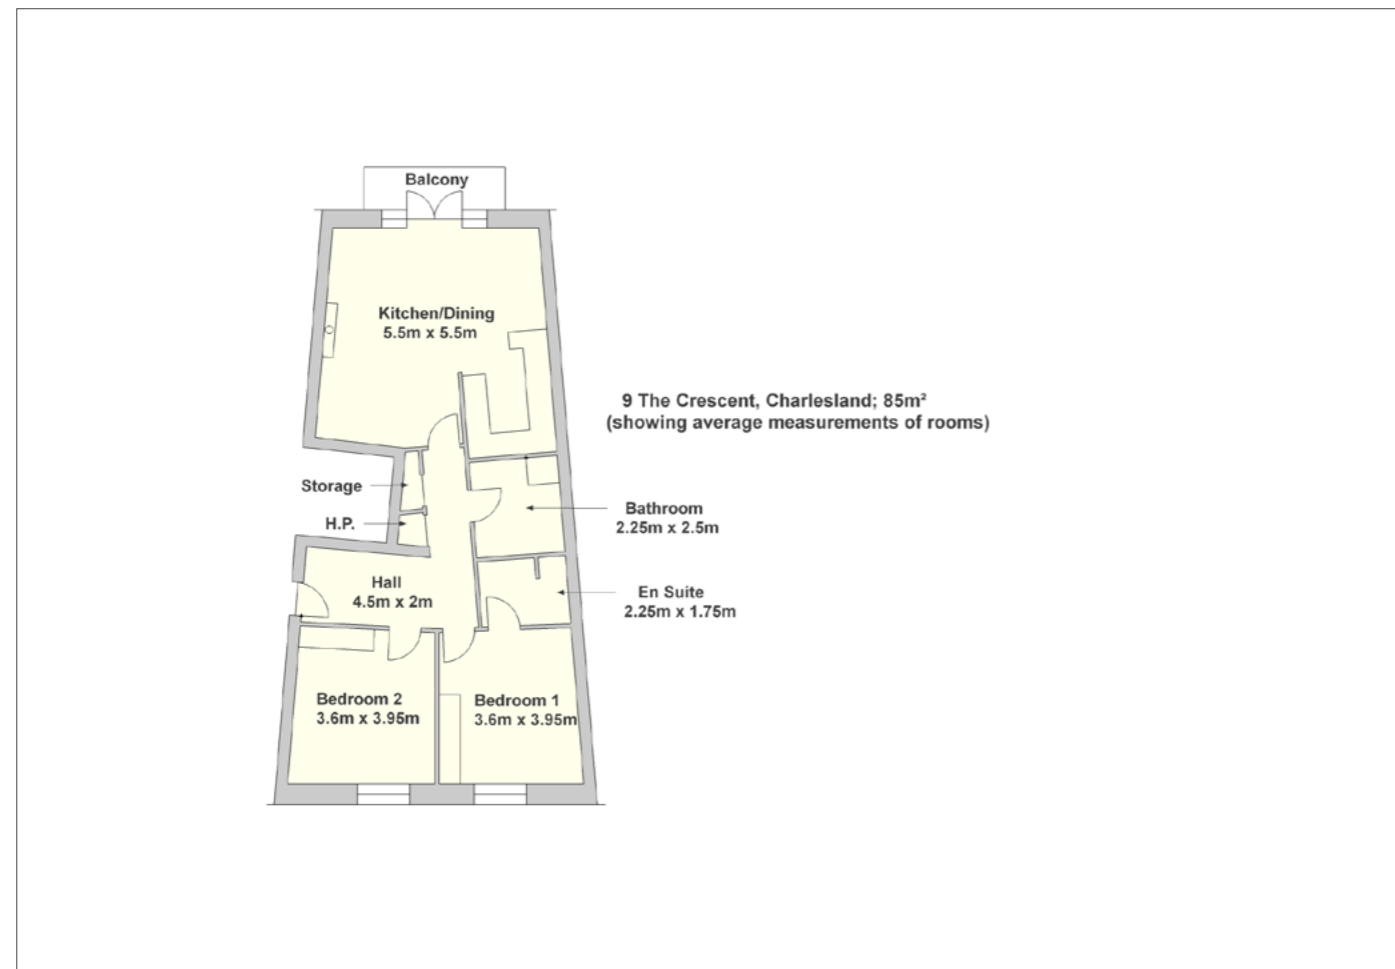 Balcony
Kitchen/Dining
5.5m x 5.5m
9 The Crescent, Charlesland; 85m²
(showing average measurements of rooms)
Storage
H.P.
Bathroom
2.25m x 2.5m
Hall
4.5m x 2m
En Suite
2.25m x 1.75m
Bedroom 2
3.6m x 3.95m
Bedroom 1
3.6m x 3.95m